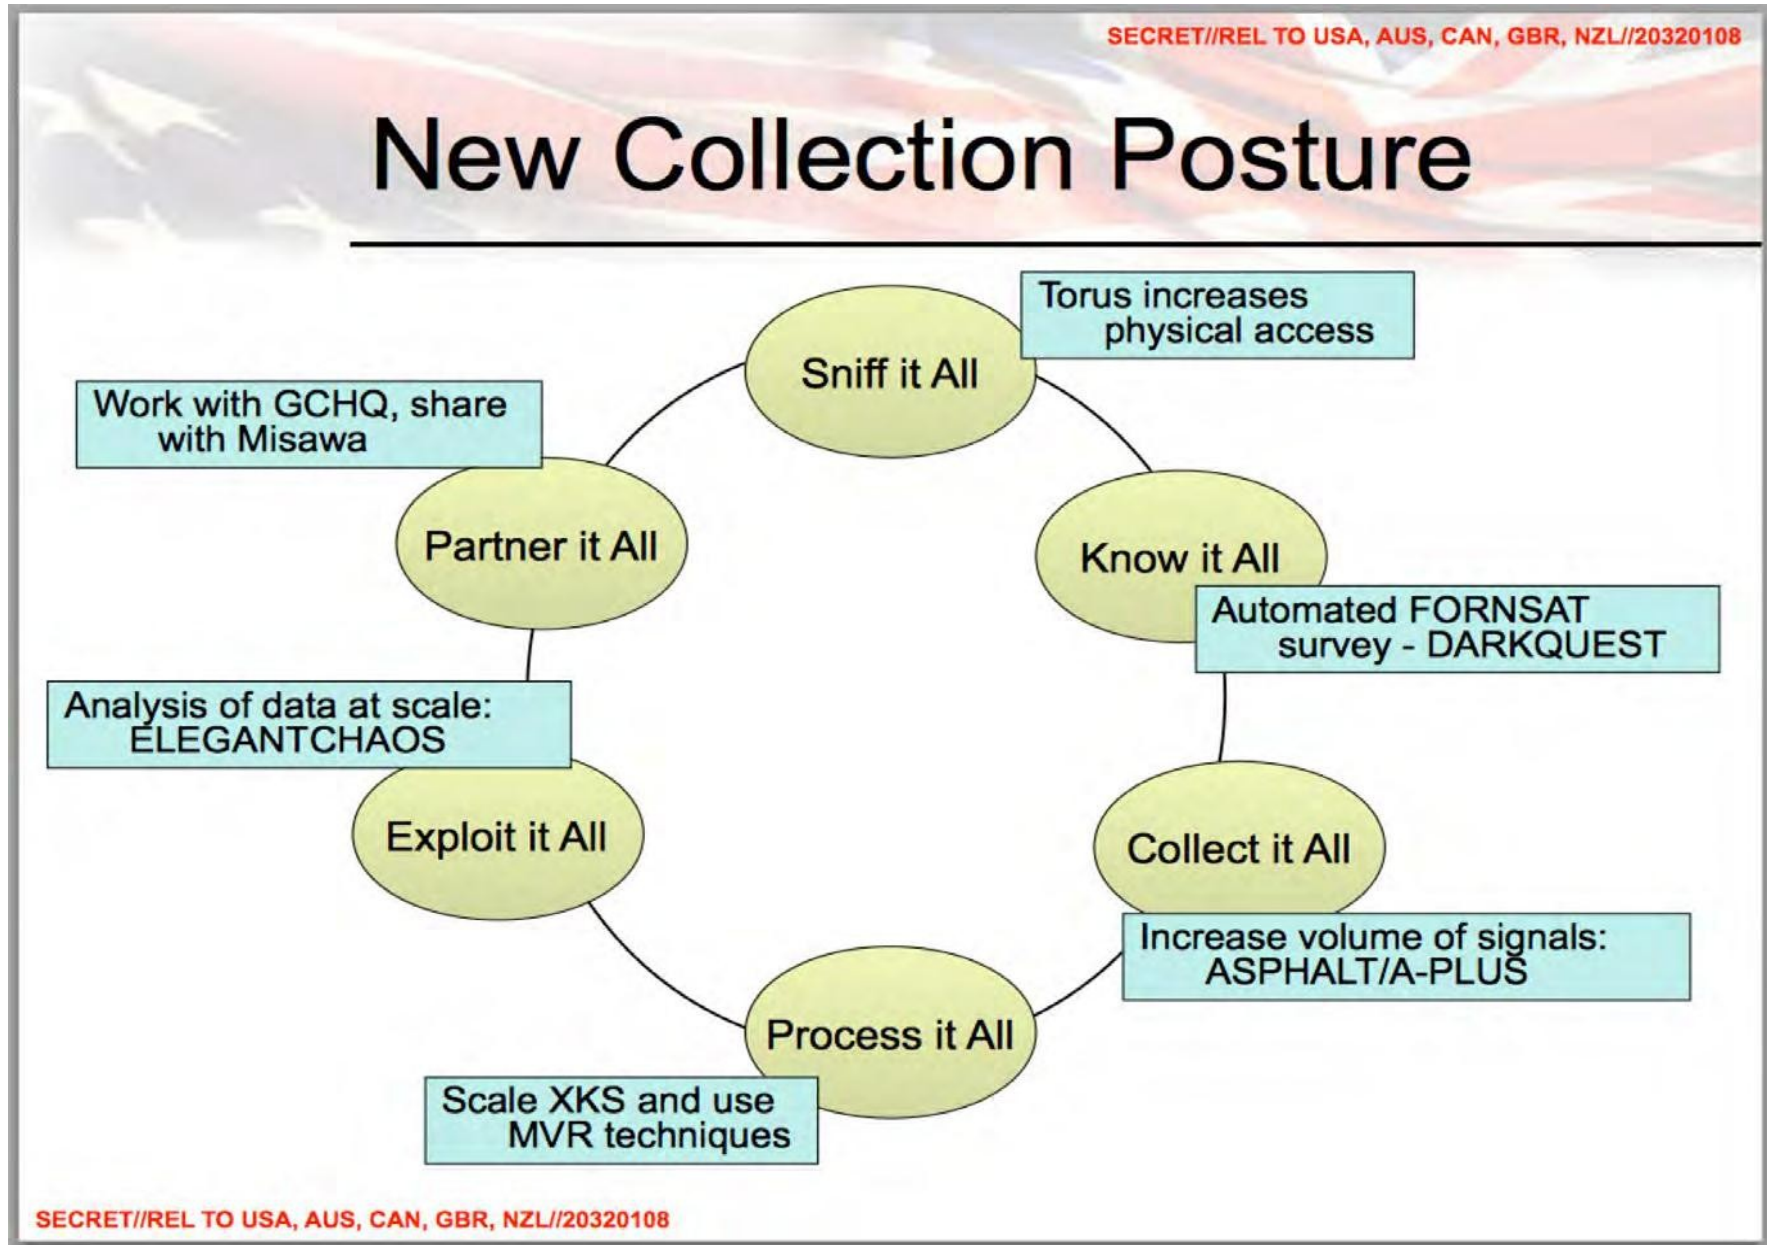 SECRET//REL TO USA, AUS, CAN, GBR, NZL//20320108
New Collection Posture
Sniff it All
Torus increases
physical access
Know it All
Automated FORNSAT
survey - DARKQUEST
Collect it All
Increase volume of signals:
ASPHALT/A-PLUS
Process it All
Scale XKS and use
MVR techniques
Exploit it All
Analysis of data at scale:
ELEGANTCHAOS
Partner it All
Work with GCHQ, share
with Misawa
SECRET//REL TO USA, AUS, CAN, GBR, NZL//20320108